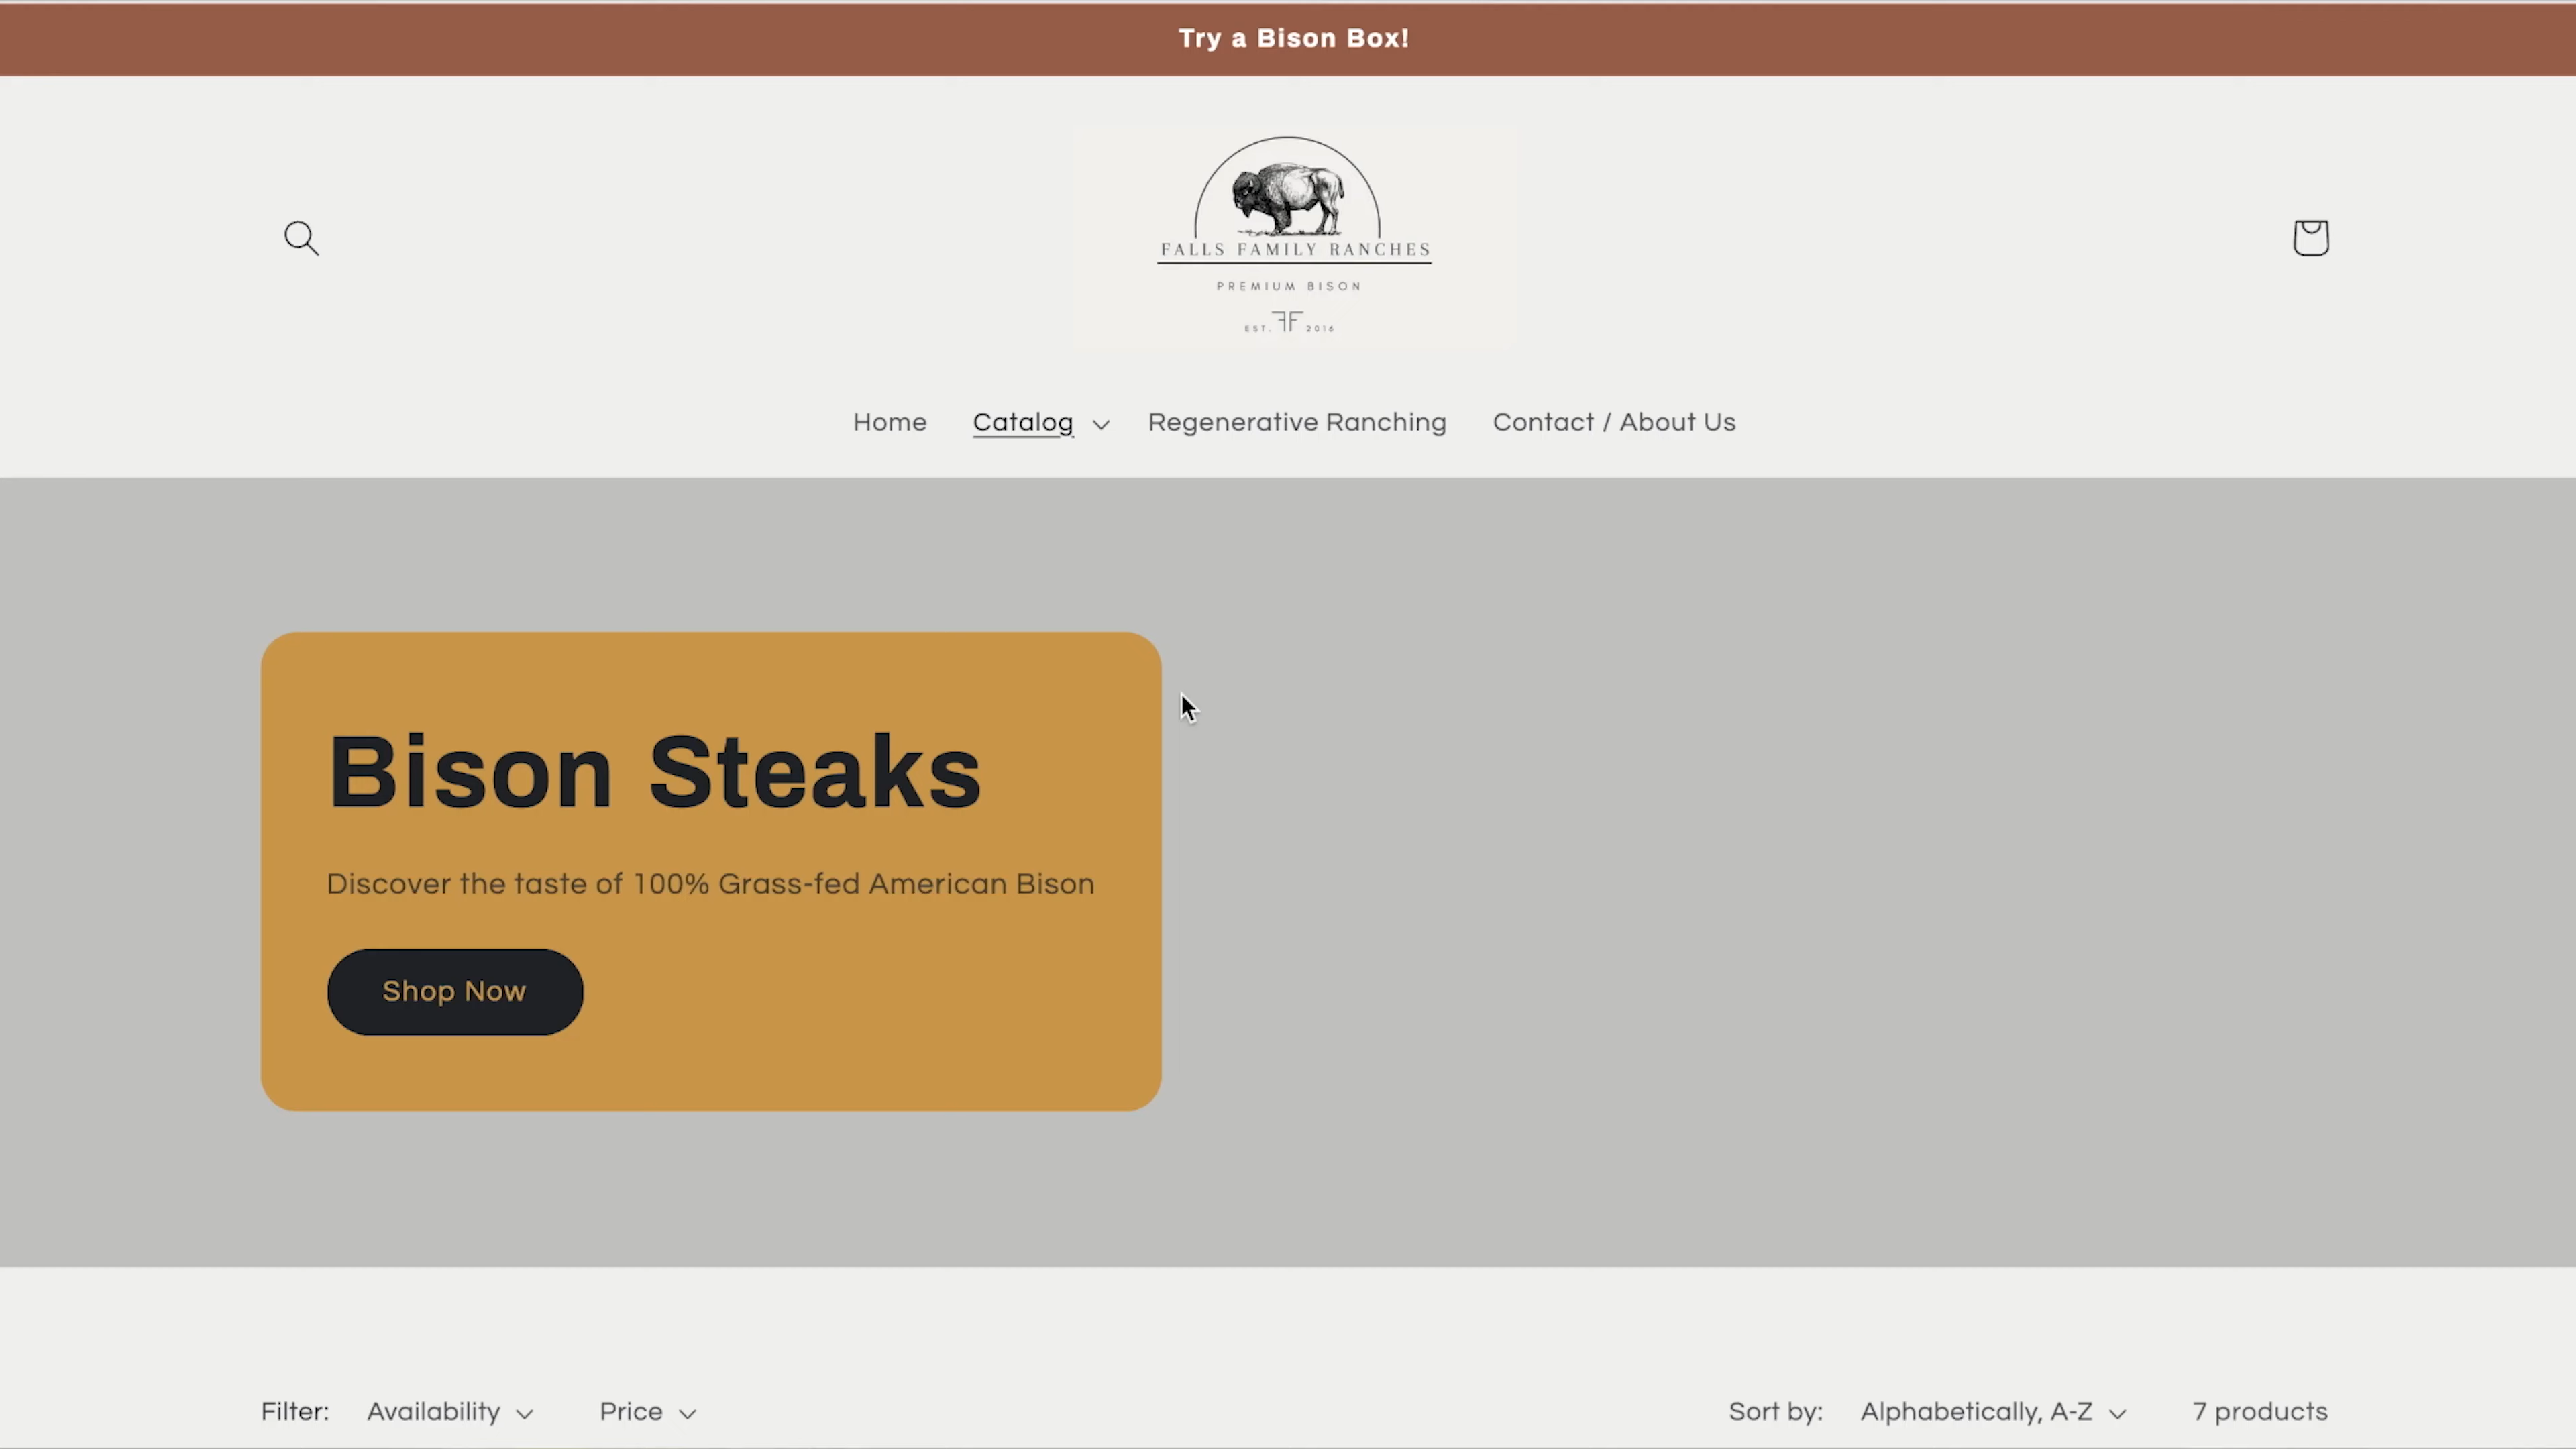 Try a Bison Box!
FALLS FAMILY RANCHES
PREMIUM BISON
EST. FF 2016
Home Catalog Regenerative Ranching Contact / About Us
Bison Steaks
Discover the taste of 100% Grass-fed American Bison
Shop Now
Filter: Availability Price Sort by: Alphabetically, A-Z 7 products